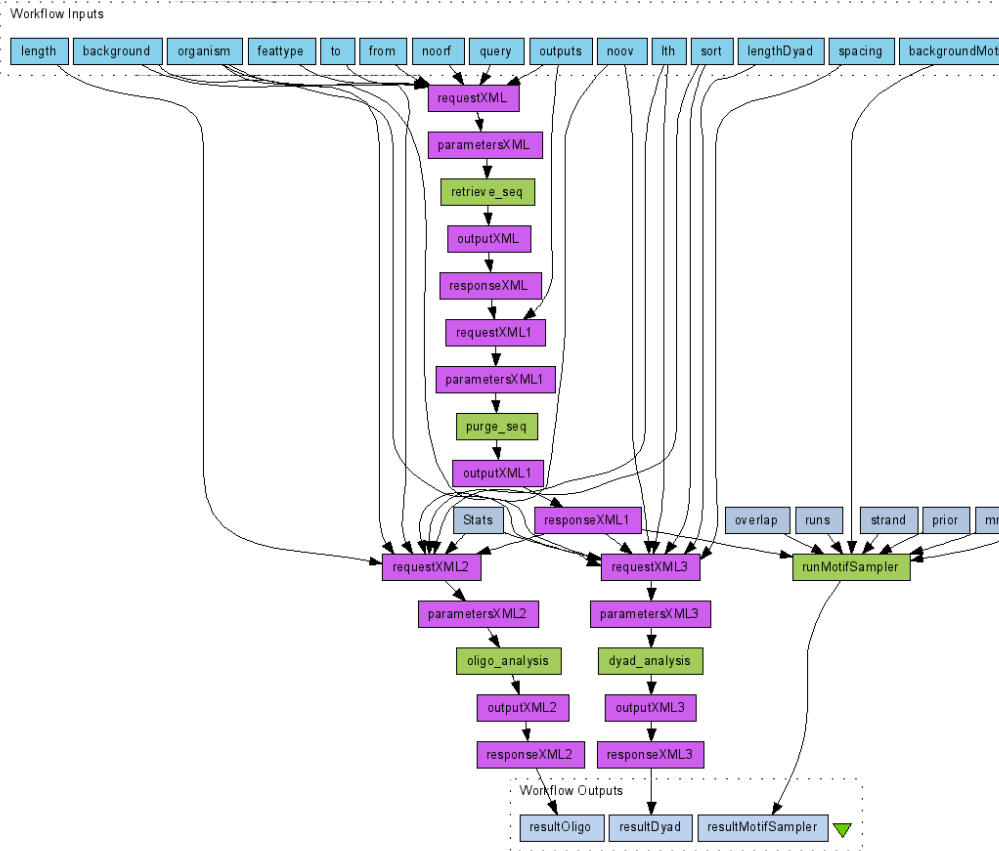 Workflow Inputs
length background organism feattype to from noorf query outputs noov lth sort lengthDyad spacing backgroundMoti
requestXML
parametersXML
retrieve_seq
outputXML
responseXML
requestXML1
parametersXML1
purge_seq
outputXML1
Stats responseXML1 overlap runs strand prior
requestXML2 requestXML3 runMotifSampler
parametersXML2 parametersXML3
oligo_analysis dyad_analysis
outputXML2 outputXML3
responseXML2 responseXML3
Workflow Outputs
resultOligo resultDyad resultMotifSampler